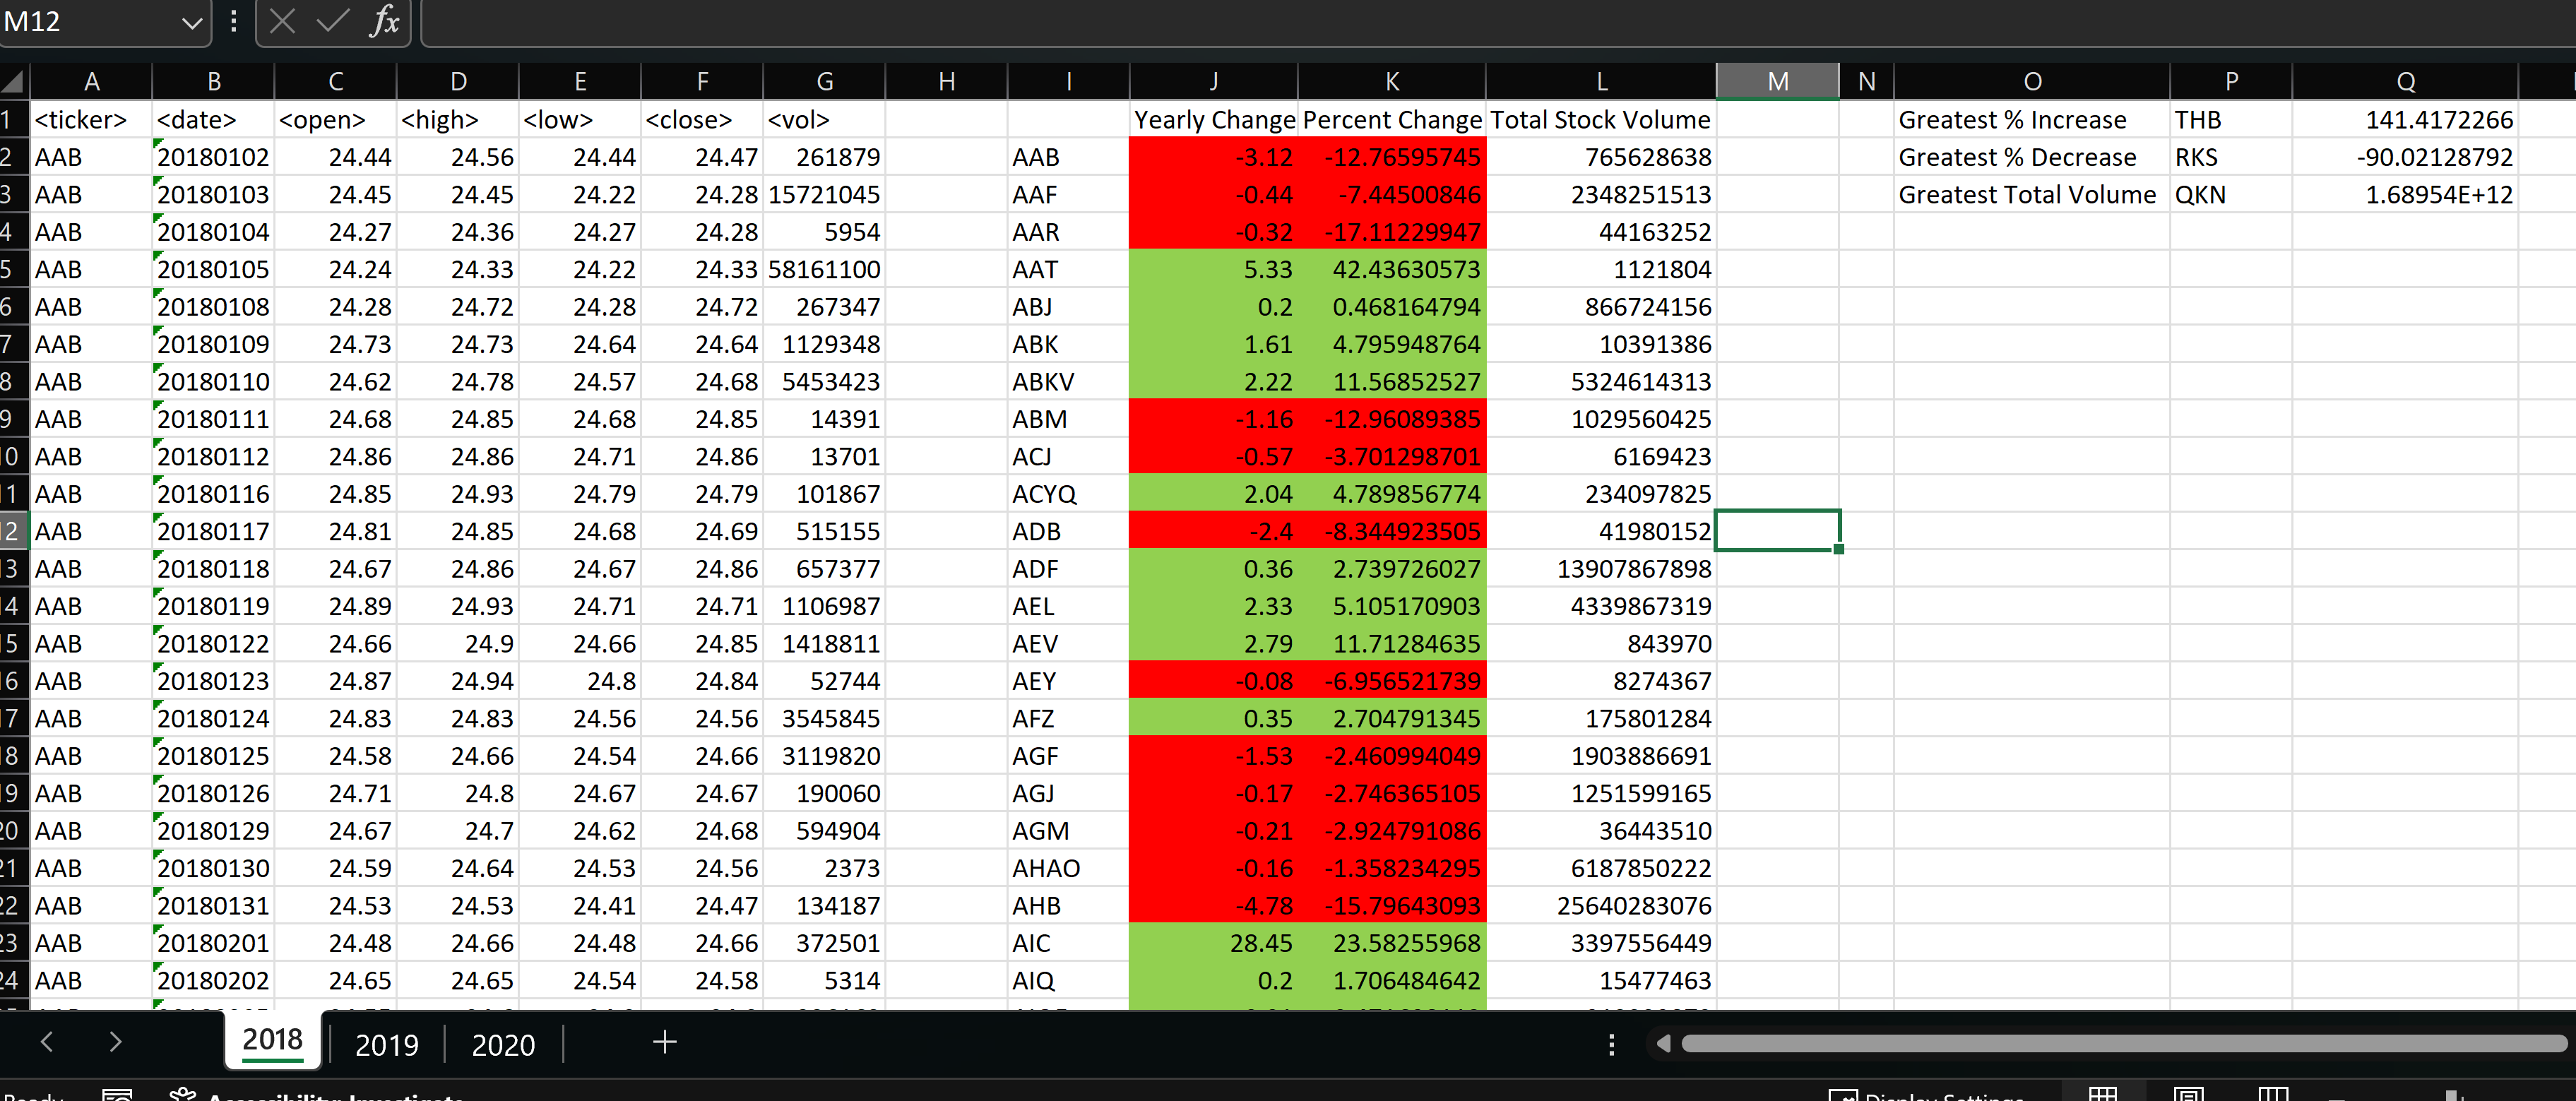 M12 fx
A B C D E F G H I J K L M N O P Q
1 <ticker> <date> <open> <high> <low> <close> <vol> Yearly Change Percent Change Total Stock Volume Greatest % Increase THB 141.4172266
2 AAB 20180102 24.44 24.56 24.44 24.47 261879 AAB -3.12 -12.76595745 765628638 Greatest % Decrease RKS -90.02128792
3 AAB 20180103 24.45 24.45 24.22 24.28 15721045 AAF -0.44 -7.44500846 2348251513 Greatest Total Volume QKN 1.68954E+12
4 AAB 20180104 24.27 24.36 24.27 24.28 5954 AAR -0.32 -17.11229947 44163252
5 AAB 20180105 24.24 24.33 24.22 24.33 58161100 AAT 5.33 42.43630573 1121804
6 AAB 20180108 24.28 24.72 24.28 24.72 267347 ABJ 0.2 0.468164794 866724156
7 AAB 20180109 24.73 24.73 24.64 24.64 1129348 ABK 1.61 4.795948764 10391386
8 AAB 20180110 24.62 24.78 24.57 24.68 5453423 ABKV 2.22 11.56852527 5324614313
9 AAB 20180111 24.68 24.85 24.68 24.85 14391 ABM -1.16 -12.96089385 1029560425
10 AAB 20180112 24.86 24.86 24.71 24.86 13701 ACJ -0.57 -3.701298701 6169423
11 AAB 20180116 24.85 24.93 24.79 24.79 101867 ACYQ 2.04 4.789856774 234097825
12 AAB 20180117 24.81 24.85 24.68 24.69 515155 ADB -2.4 -8.344923505 41980152
13 AAB 20180118 24.67 24.86 24.67 24.86 657377 ADF 0.36 2.739726027 13907867898
14 AAB 20180119 24.89 24.93 24.71 24.71 1106987 AEL 2.33 5.105170903 4339867319
15 AAB 20180122 24.66 24.9 24.66 24.85 1418811 AEV 2.79 11.71284635 843970
16 AAB 20180123 24.87 24.94 24.8 24.84 52744 AEY -0.08 -6.956521739 8274367
17 AAB 20180124 24.83 24.83 24.56 24.56 3545845 AFZ 0.35 2.704791345 175801284
18 AAB 20180125 24.58 24.66 24.54 24.66 3119820 AGF -1.53 -2.460994049 1903886691
19 AAB 20180126 24.71 24.8 24.67 24.67 190060 AGJ -0.17 -2.746365105 1251599165
20 AAB 20180129 24.67 24.7 24.62 24.68 594904 AGM -0.21 -2.924791086 36443510
21 AAB 20180130 24.59 24.64 24.53 24.56 2373 AHAO -0.16 -1.358234295 6187850222
22 AAB 20180131 24.53 24.53 24.41 24.47 134187 AHB -4.78 -15.79643093 25640283076
23 AAB 20180201 24.48 24.66 24.48 24.66 372501 AIC 28.45 23.58255968 3397556449
24 AAB 20180202 24.65 24.65 24.54 24.58 5314 AIQ 0.2 1.706484642 15477463
2018 2019 2020
Ready Accessibility: Investigate Display Settings